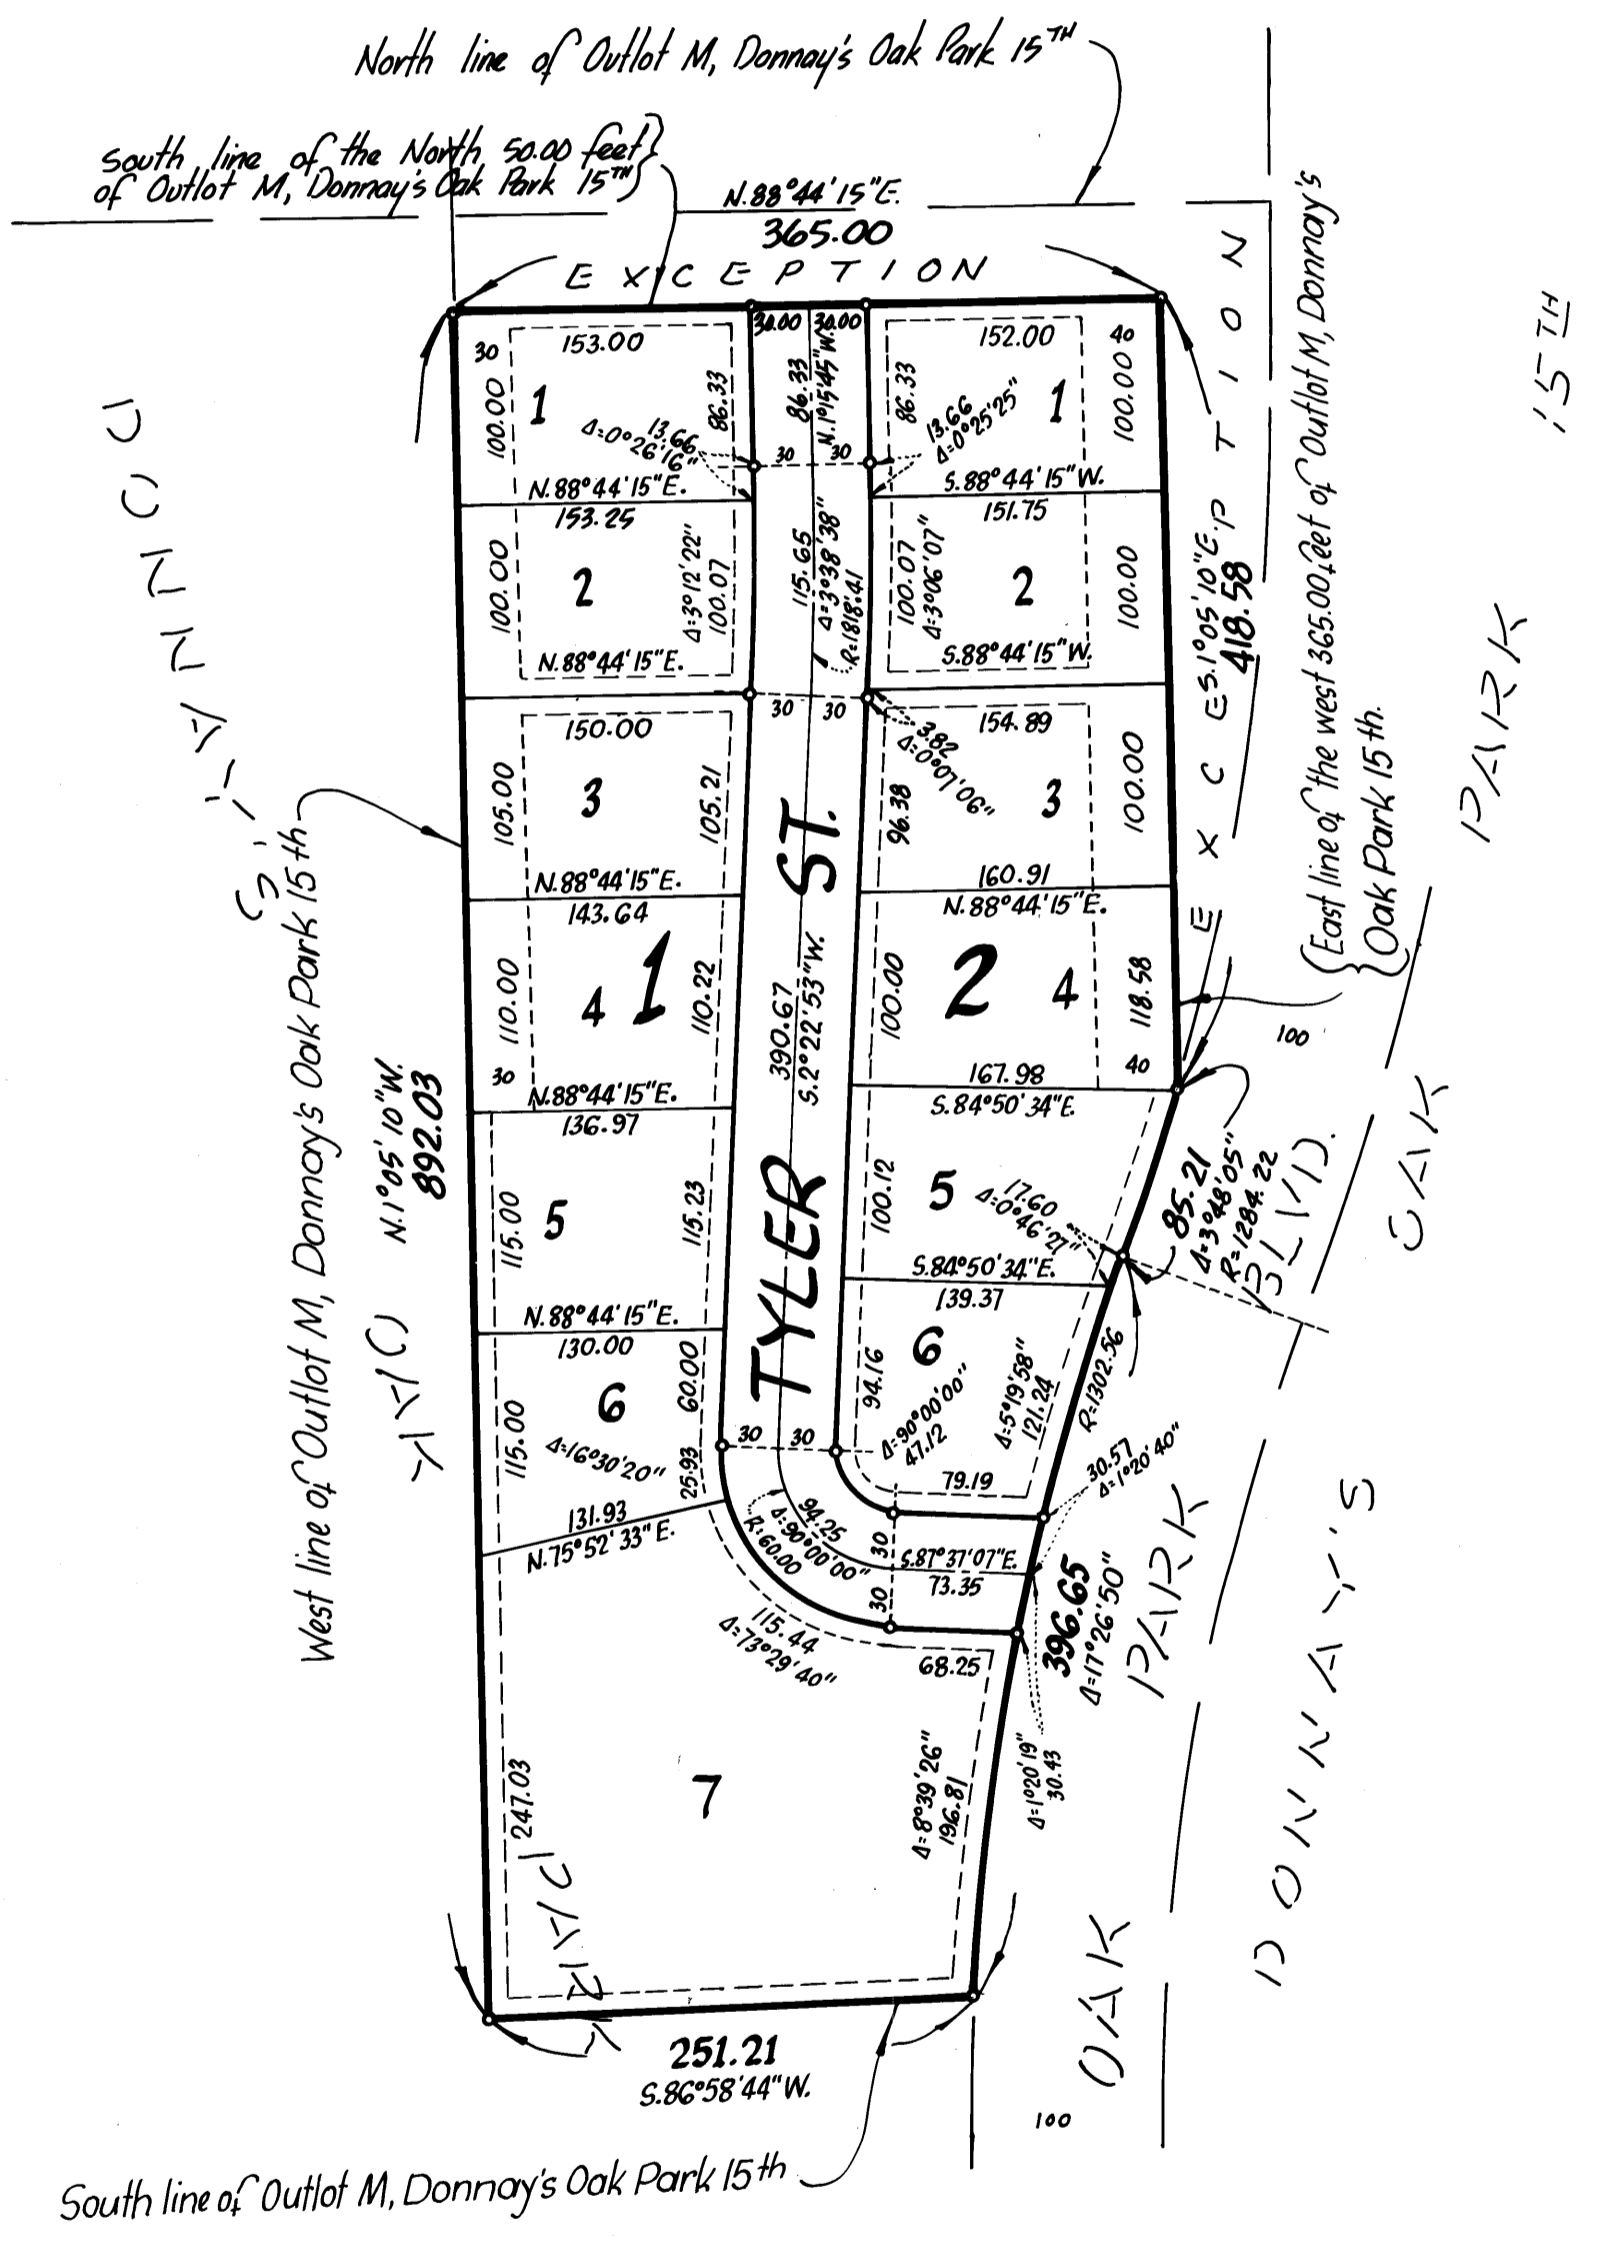 North line of Outlot M, Donnay's Oak Park 15TH
South line of the North 50.00 feet
of Outlot M, Donnay's Oak Park 15TH
N.88°44'15"E.
365.00
EXCEPTION
30.00 30.00
30
153.00
1
100.00
86.33
13.66
Δ=0°26'16"
N.88°44'15"E.
86.33
N.1°15'45"W.
30 30
152.00
40
86.33
1
100.00
13.66
Δ=0°25'25"
S.88°44'15"W.
153.25
100.00
2
Δ=3°12'22"
100.07
N.88°44'15"E.
115.65
Δ=3°38'38"
R=1818.41
151.75
100.07
Δ=3°06'07"
2
100.00
S.88°44'15"W.
EXCEPTION
S.1°05'10"E.
418.58
East line of the west 365.00 feet of Outlot M, Donnay's
Oak Park 15th.
30 30
150.00
105.00
3
105.21
N.88°44'15"E.
3.82
Δ=0°07'06"
154.89
96.38
3
100.00
160.91
N.88°44'15"E.
143.64
110.00
4
1
110.22
30
N.88°44'15"E.
TYLER ST.
390.67
S.2°22'53"W.
100.00
2
4
118.58
40
167.98
S.84°50'34"E.
136.97
115.00
5
115.23
N.88°44'15"E.
100.12
5
17.60
Δ=0°46'27"
S.84°50'34"E.
85.21
Δ=3°48'05"
R=1284.22
BLVD.
100
130.00
115.00
6
60.00
Δ=16°30'20"
25.93
131.93
N.75°52'33"E.
139.37
94.16
6
Δ=90°00'00"
47.12
Δ=5°19'58"
121.24
79.19
R=1302.56
30 30
94.25
Δ=90°00'00"
R=60.00
30
30
S.87°37'07"E.
73.35
30.57
Δ=1°20'40"
396.65
Δ=17°26'50"
115.44
Δ=73°29'40"
68.25
7
247.03
Δ=8°39'26"
196.81
Δ=1°20'19"
30.43
West line of Outlot M, Donnay's Oak Park 15th
N.1°05'10"W.
892.03
251.21
S.86°58'44"W.
South line of Outlot M, Donnay's Oak Park 15th
OAK PARK
100
DONNAY'S
OAK
PARK
15TH